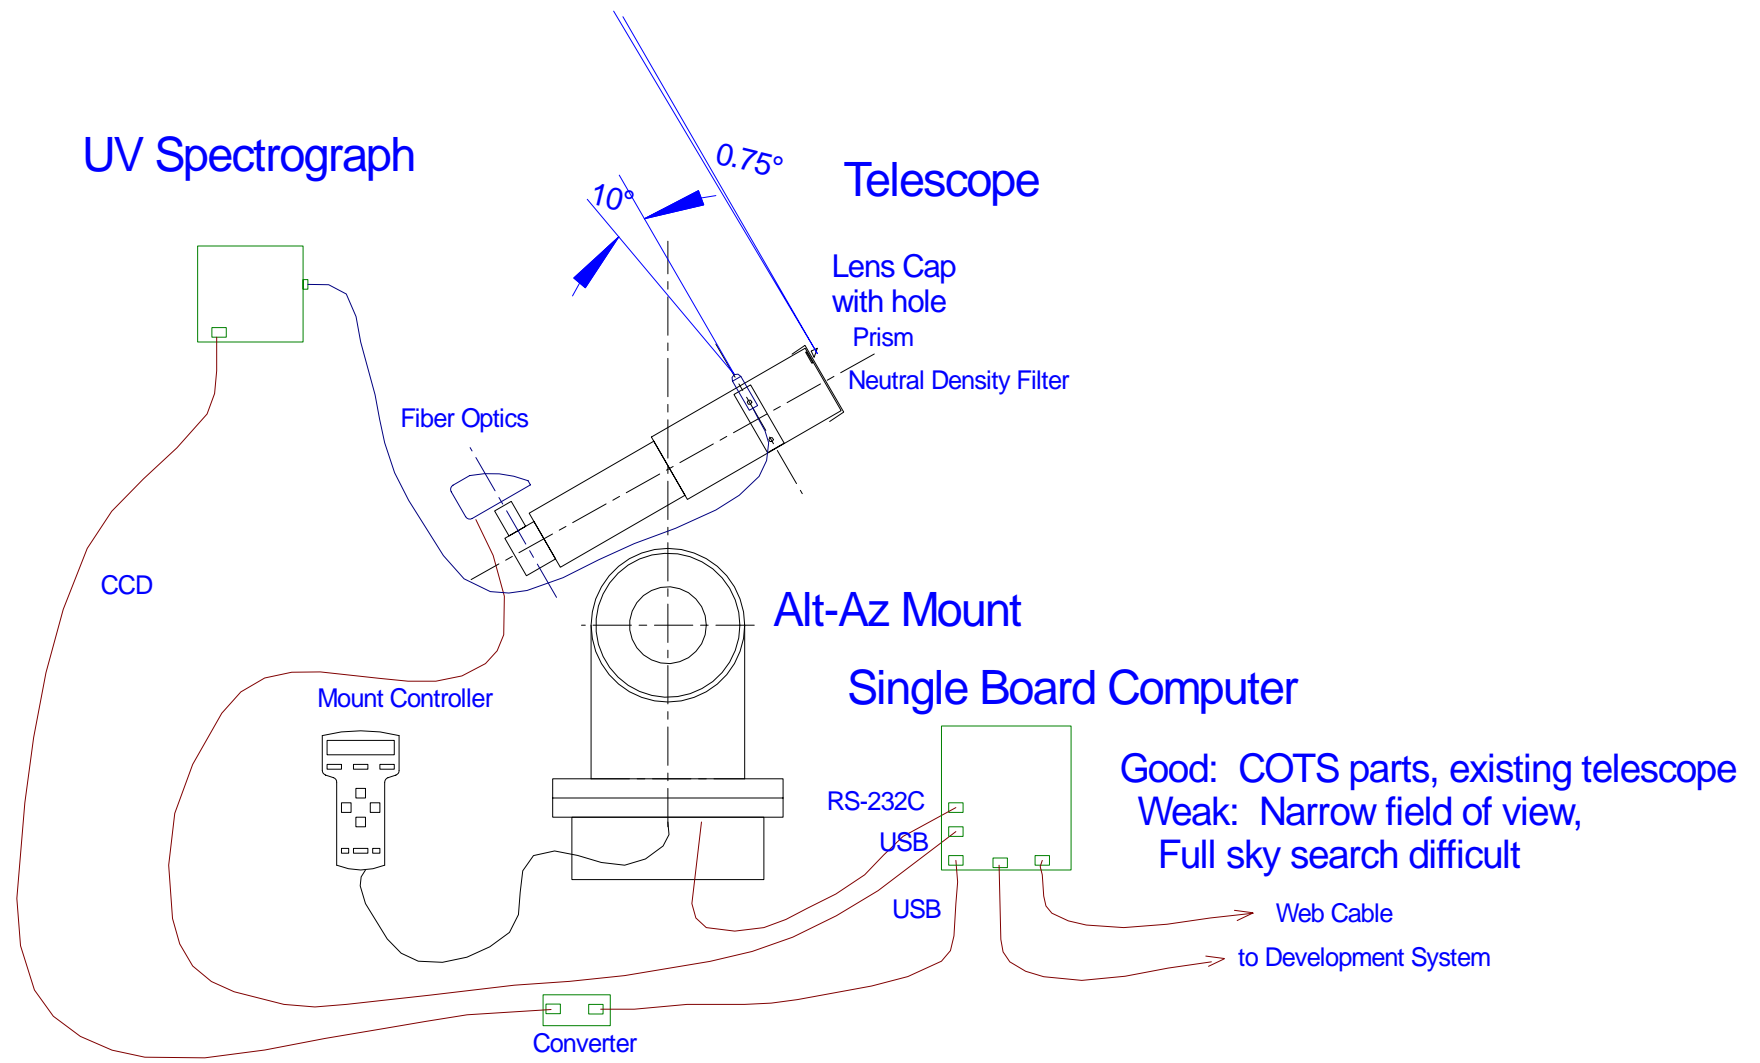 UV Spectrograph
0.75°
10°
Telescope
Lens Cap
with hole
Prism
Neutral Density Filter
Fiber Optics
CCD
Alt-Az Mount
Mount Controller
Single Board Computer
Good: COTS parts, existing telescope
Weak: Narrow field of view,
Full sky search difficult
RS-232C
USB
USB
Web Cable
to Development System
Converter